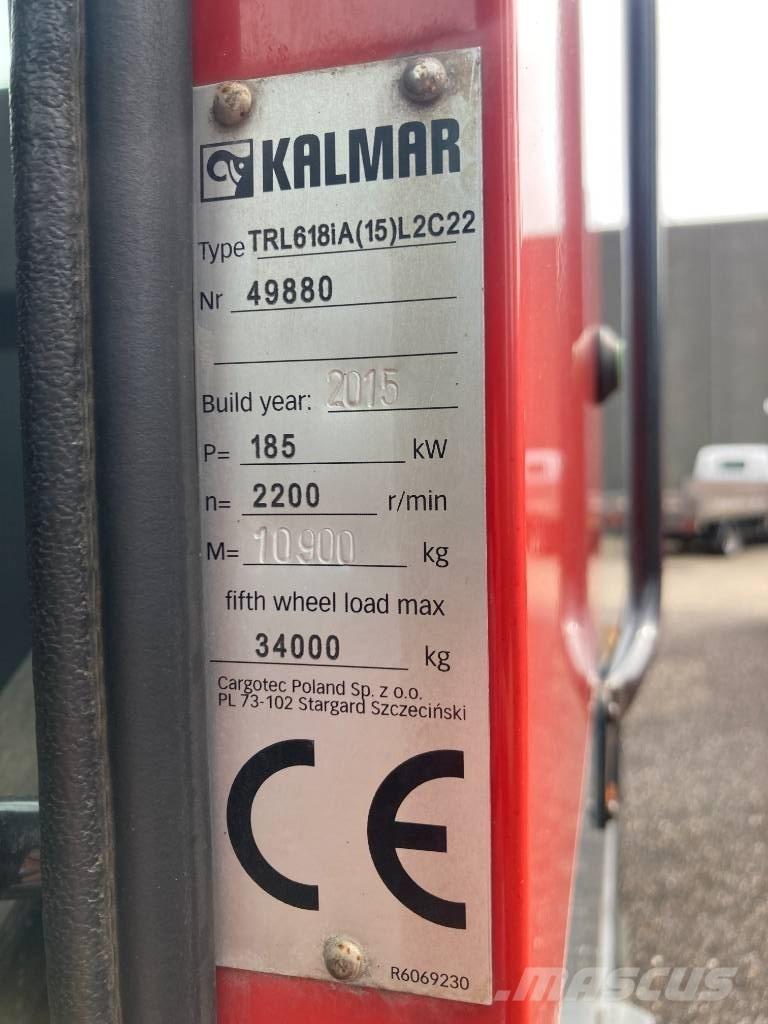 KALMAR
Type TRL618iA(15)L2C22
Nr 49880
Build year: 2015
P= 185 kW
n= 2200 r/min
M= 10900 kg
fifth wheel load max
34000 kg
Cargotec Poland Sp. z o.o.
PL 73-102 Stargard Szczeciński
CE
R6069230
MASCUS